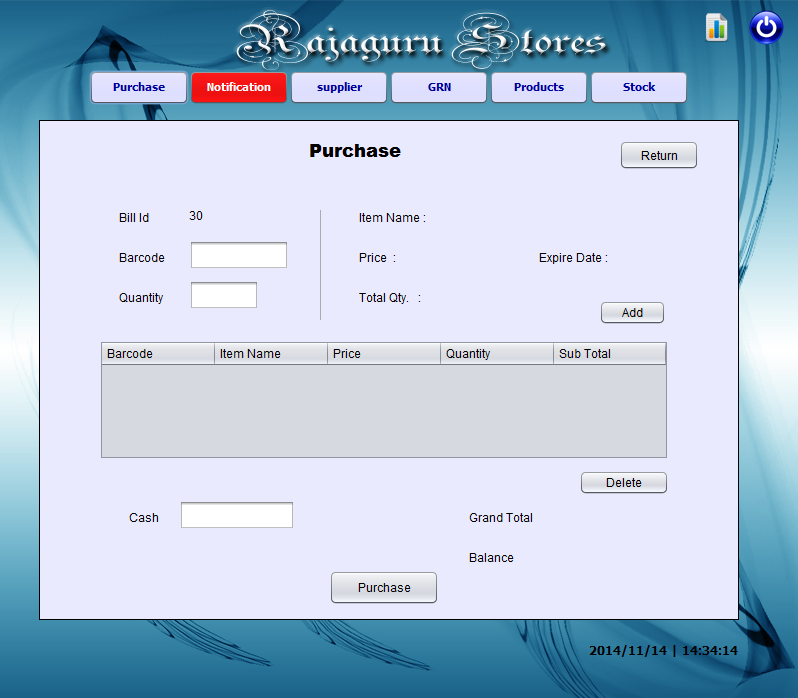 Rajaguru Stores
Purchase Notification supplier GRN Products Stock
Purchase
Return
Bill Id 30 Item Name :
Barcode Price : Expire Date :
Quantity Total Qty. :
Add
Barcode Item Name Price Quantity Sub Total
Delete
Cash Grand Total
Balance
Purchase
2014/11/14 | 14:34:14